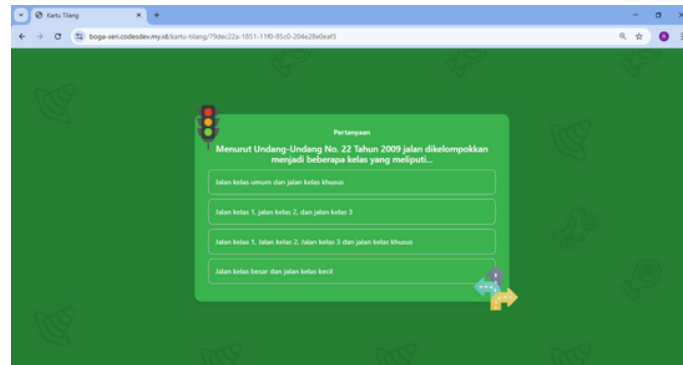 Kartu Tilang
boga-seri.codesdev.my.id/kartu-tilang/79dec22a-1851-11f0-85c0-204e28e0eaf3
Pertanyaan
Menurut Undang-Undang No. 22 Tahun 2009 jalan dikelompokkan
menjadi beberapa kelas yang meliputi...
Jalan kelas umum dan jalan kelas khusus
Jalan kelas 1, jalan kelas 2, dan jalan kelas 3
Jalan kelas 1, Jalan kelas 2, Jalan kelas 3 dan jalan kelas khusus
Jalan kelas besar dan jalan kelas kecil